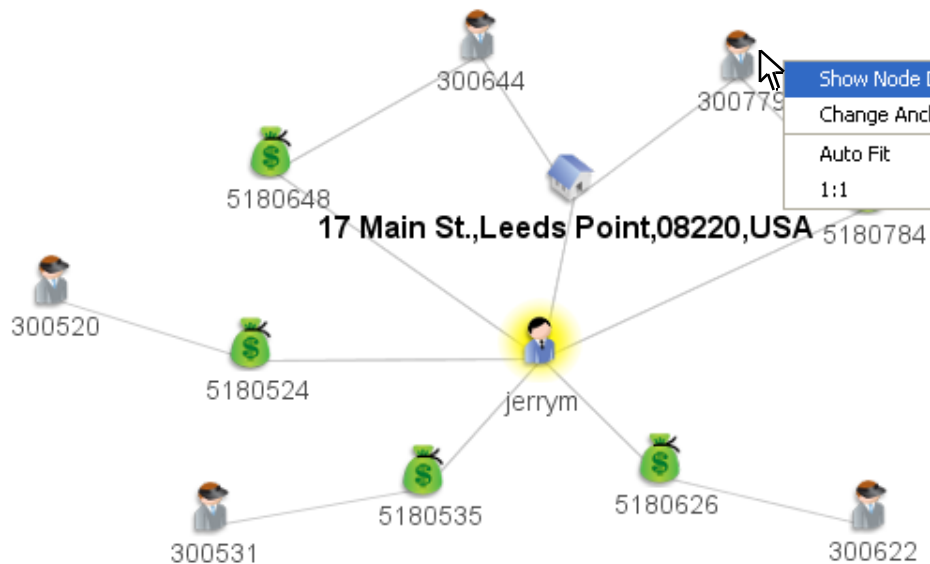 300644
300779
Show Node
Change
Auto Fit
1:1
5180648
17 Main St.,Leeds Point,08220,USA
5180784
300520
5180524
jerrym
5180535
5180626
300531
300622